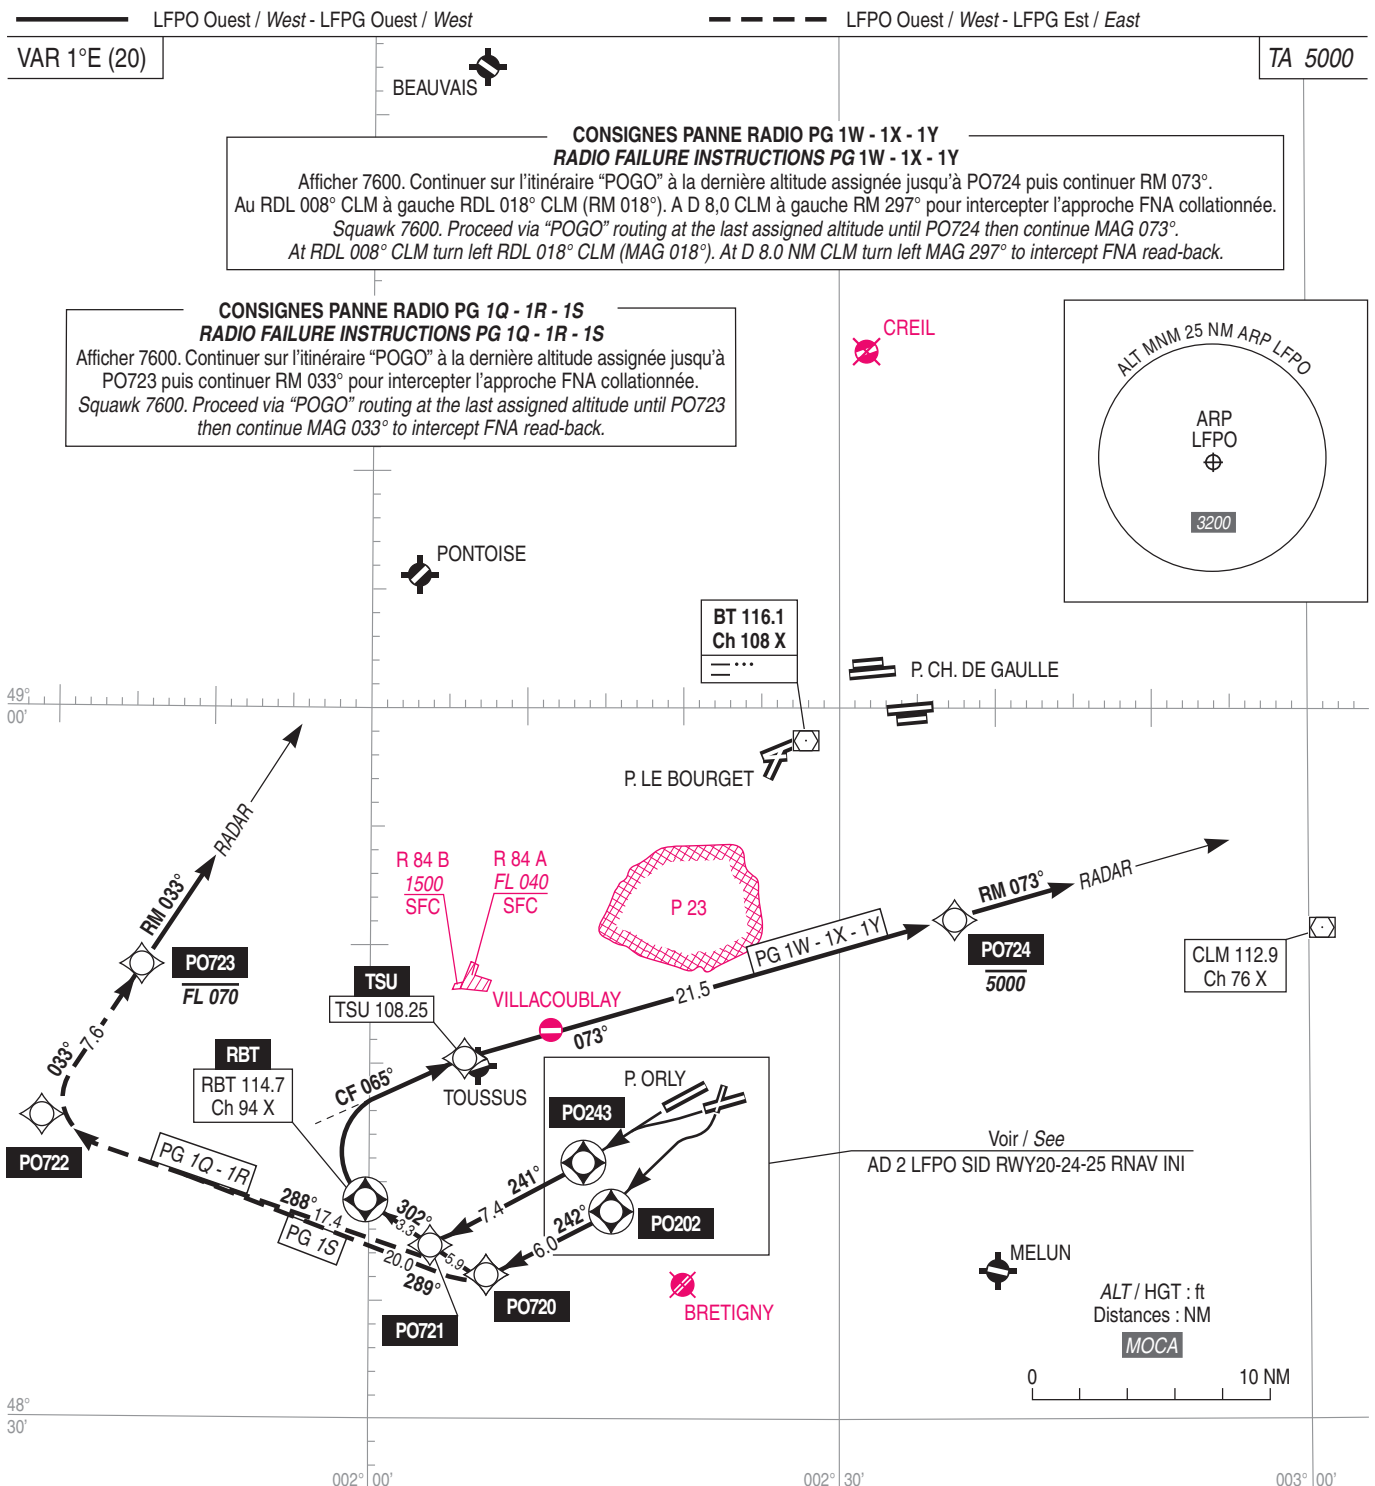 LFPO Ouest / West - LFPG Ouest / West
LFPO Ouest / West - LFPG Est / East
VAR 1°E (20)
TA 5000
BEAUVAIS
CONSIGNES PANNE RADIO PG 1W - 1X - 1Y
RADIO FAILURE INSTRUCTIONS PG 1W - 1X - 1Y
Afficher 7600. Continuer sur l'itinéraire “POGO” à la dernière altitude assignée jusqu'à PO724 puis continuer RM 073°.
Au RDL 008° CLM à gauche RDL 018° CLM (RM 018°). A D 8,0 CLM à gauche RM 297° pour intercepter l'approche FNA collationnée.
Squawk 7600. Proceed via “POGO” routing at the last assigned altitude until PO724 then continue MAG 073°.
At RDL 008° CLM turn left RDL 018° CLM (MAG 018°). At D 8.0 NM CLM turn left MAG 297° to intercept FNA read-back.
CONSIGNES PANNE RADIO PG 1Q - 1R - 1S
RADIO FAILURE INSTRUCTIONS PG 1Q - 1R - 1S
Afficher 7600. Continuer sur l'itinéraire “POGO” à la dernière altitude assignée jusqu'à
PO723 puis continuer RM 033° pour intercepter l'approche FNA collationnée.
Squawk 7600. Proceed via “POGO” routing at the last assigned altitude until PO723
then continue MAG 033° to intercept FNA read-back.
CREIL
ALT MNM 25 NM ARP LFPO
ARP
LFPO
3200
PONTOISE
BT 116.1
Ch 108 X
P. CH. DE GAULLE
49°
00'
P. LE BOURGET
RADAR
RM 033°
R 84 B
1500
SFC
R 84 A
FL 040
SFC
P 23
RM 073°
RADAR
PG 1W - 1X - 1Y
PO724
5000
CLM 112.9
Ch 76 X
PO723
FL 070
TSU
TSU 108.25
VILLACOUBLAY
21.5
073°
033°
7.6
RBT
RBT 114.7
Ch 94 X
CF 065°
TOUSSUS
P. ORLY
PO243
Voir / See
AD 2 LFPO SID RWY20-24-25 RNAV INI
PO722
PG 1Q - 1R
288°
17.4
PG 1S
302°
3.3
241°
7.4
242°
6.0
PO202
20.0
289°
5.9
PO720
PO721
BRETIGNY
MELUN
ALT / HGT : ft
Distances : NM
MOCA
0
10 NM
48°
30'
002° 00'
002° 30'
003° 00'